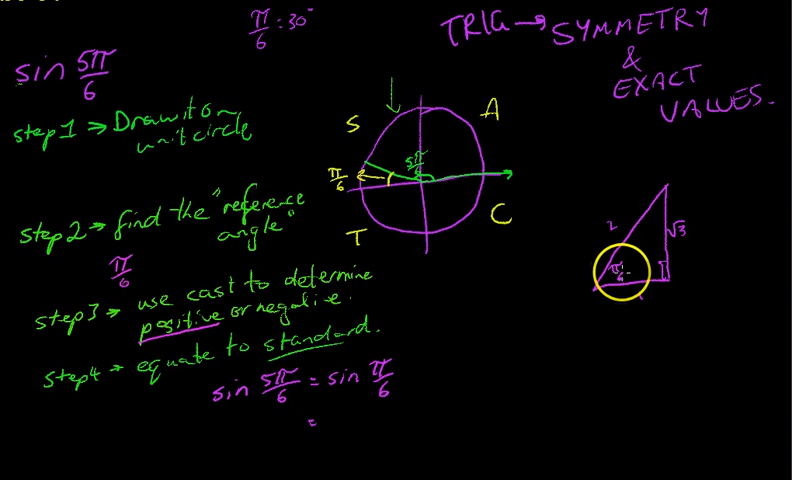 π/6 : 30°
TRIG → SYMMETRY
&
EXACT
VALUES.
sin 5π/6
step 1 → Draw it on
unit circle
S
A
5π/6
π/6
T
C
step 2 → find the "reference
angle"
π/6
step 3 → use cast to determine
positive or negative.
step 4 → equate to standard.
sin 5π/6 = sin π/6
=
2
√3